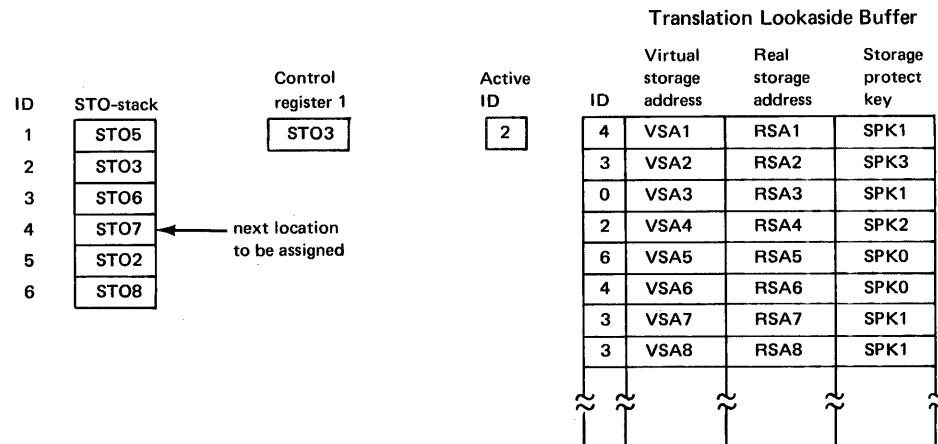 Translation Lookaside Buffer
ID STO-stack
Control register 1
Active ID
ID Virtual storage address Real storage address Storage protect key
1 STO5
2 STO3
3 STO6
4 STO7
5 STO2
6 STO8
STO3
2
next location
to be assigned
4 VSA1 RSA1 SPK1
3 VSA2 RSA2 SPK3
0 VSA3 RSA3 SPK1
2 VSA4 RSA4 SPK2
6 VSA5 RSA5 SPK0
4 VSA6 RSA6 SPK0
3 VSA7 RSA7 SPK1
3 VSA8 RSA8 SPK1